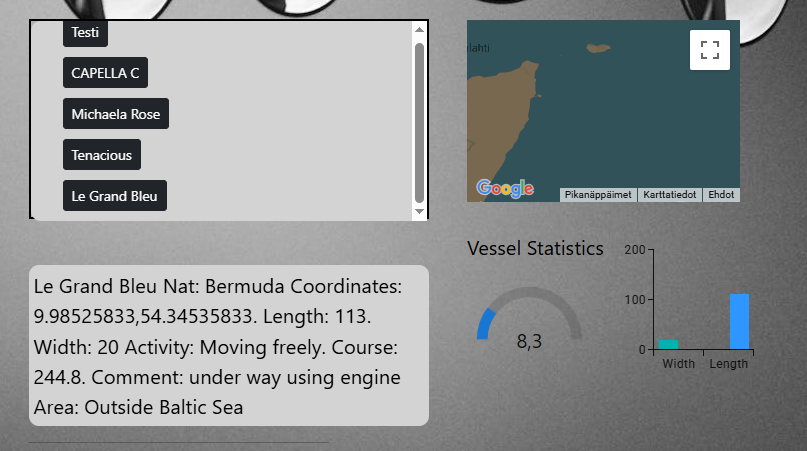 Testi
CAPELLA C
Michaela Rose
Tenacious
Le Grand Bleu
lahti
Google
Pikanäppäimet Karttatiedot Ehdot
Le Grand Bleu Nat: Bermuda Coordinates:
9.98525833,54.34535833. Length: 113.
Width: 20 Activity: Moving freely. Course:
244.8. Comment: under way using engine
Area: Outside Baltic Sea
Vessel Statistics
8,3
200
100
0
Width Length